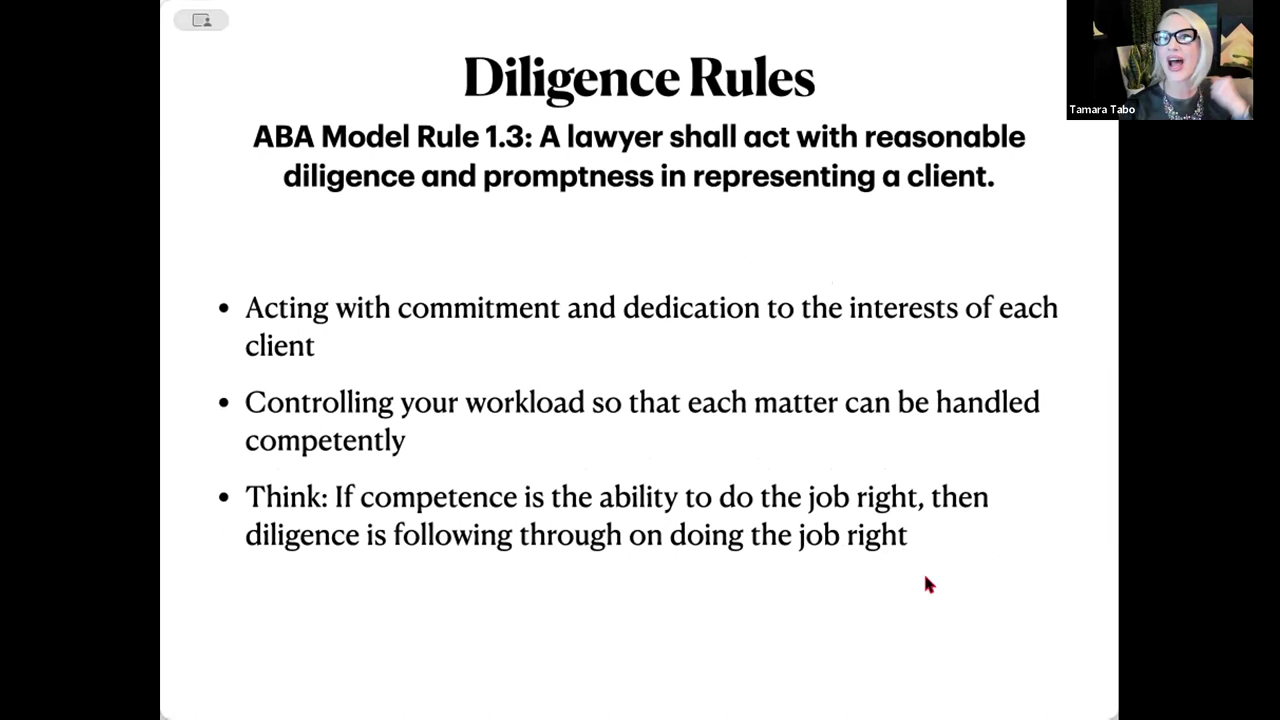 Diligence Rules
ABA Model Rule 1.3: A lawyer shall act with reasonable
diligence and promptness in representing a client.
• Acting with commitment and dedication to the interests of each
client
• Controlling your workload so that each matter can be handled
competently
• Think: If competence is the ability to do the job right, then
diligence is following through on doing the job right
Tamara Tabo